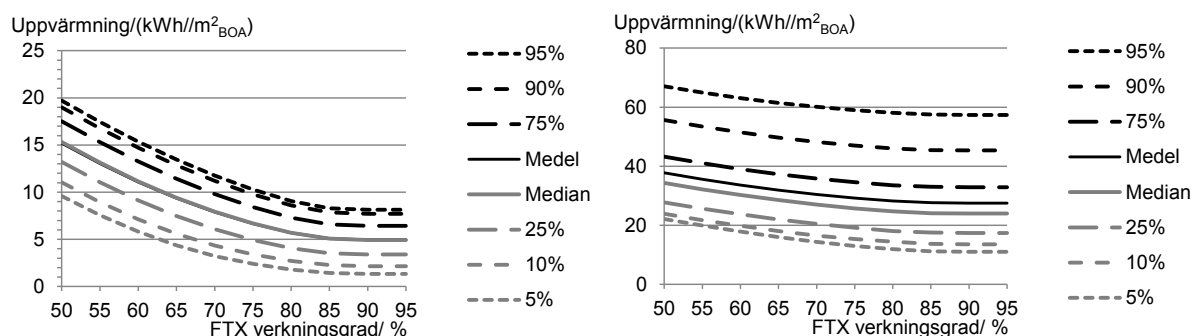 Uppvärmning/(kWh//m²BOA)
25
20
15
10
5
0
50 55 60 65 70 75 80 85 90 95
FTX verkningsgrad/ %
95%
90%
75%
Medel
Median
25%
10%
5%
Uppvärmning/(kWh//m²BOA)
80
60
40
20
0
50 55 60 65 70 75 80 85 90 95
FTX verkningsgrad/ %
95%
90%
75%
Medel
Median
25%
10%
5%